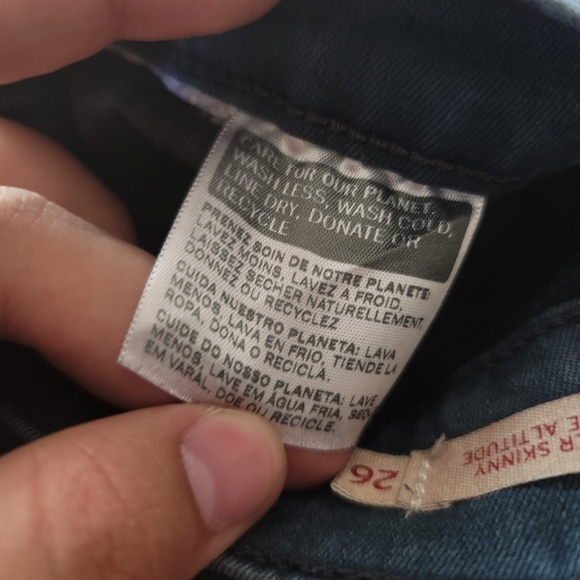 CARE FOR OUR PLANET:
WASH LESS, WASH COLD,
LINE DRY, DONATE OR
RECYCLE
PRENEZ SOIN DE NOTRE PLANETE:
LAVEZ MOINS, LAVEZ À FROID,
LAISSEZ SÉCHER NATURELLEMENT,
DONNEZ OU RECYCLEZ
CUIDA NUESTRO PLANETA: LAVA
MENOS, LAVA EN FRIO, TIENDE LA
ROPA, DONA O RECICLA.
CUIDE DO NOSSO PLANETA: LAVE
MENOS, LAVE EM ÁGUA FRIA,
EM VARAL, DOE OU RECICLE.
26
R SKINNY
E ALTITUDE